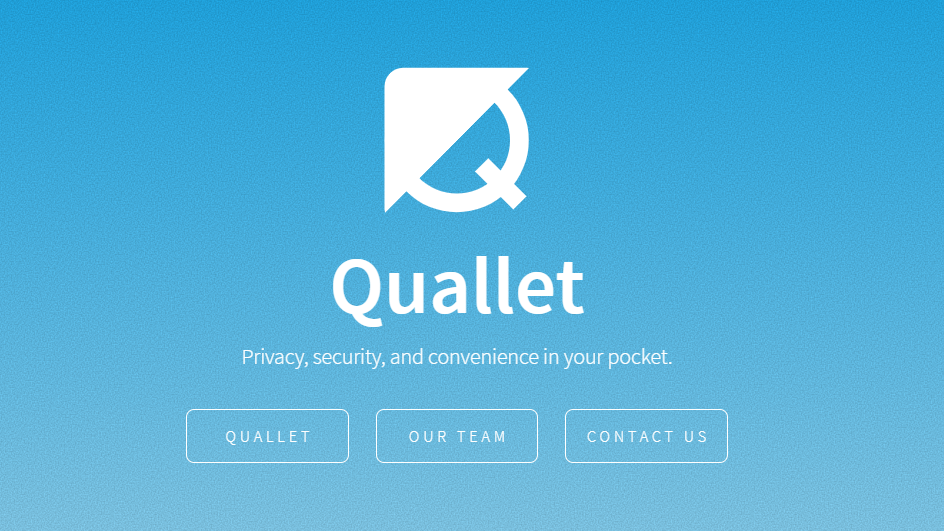 Quallet
Privacy, security, and convenience in your pocket.
QUALLET
OUR TEAM
CONTACT US